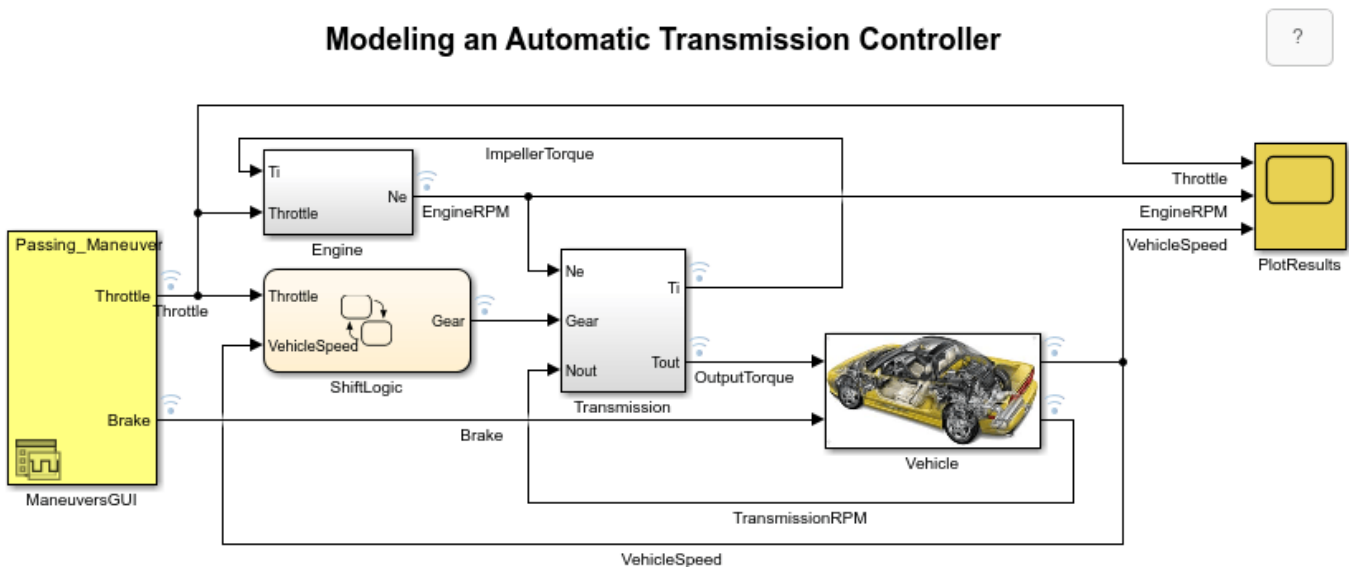 Modeling an Automatic Transmission Controller
?
ImpellerTorque
Ti
Throttle
Ne
EngineRPM
Engine
Throttle
EngineRPM
VehicleSpeed
PlotResults
Passing_Maneuver
Throttle
Throttle
Brake
ManeuversGUI
Throttle
VehicleSpeed
Gear
ShiftLogic
Ne
Gear
Nout
Ti
Tout
Transmission
OutputTorque
Vehicle
Brake
TransmissionRPM
VehicleSpeed